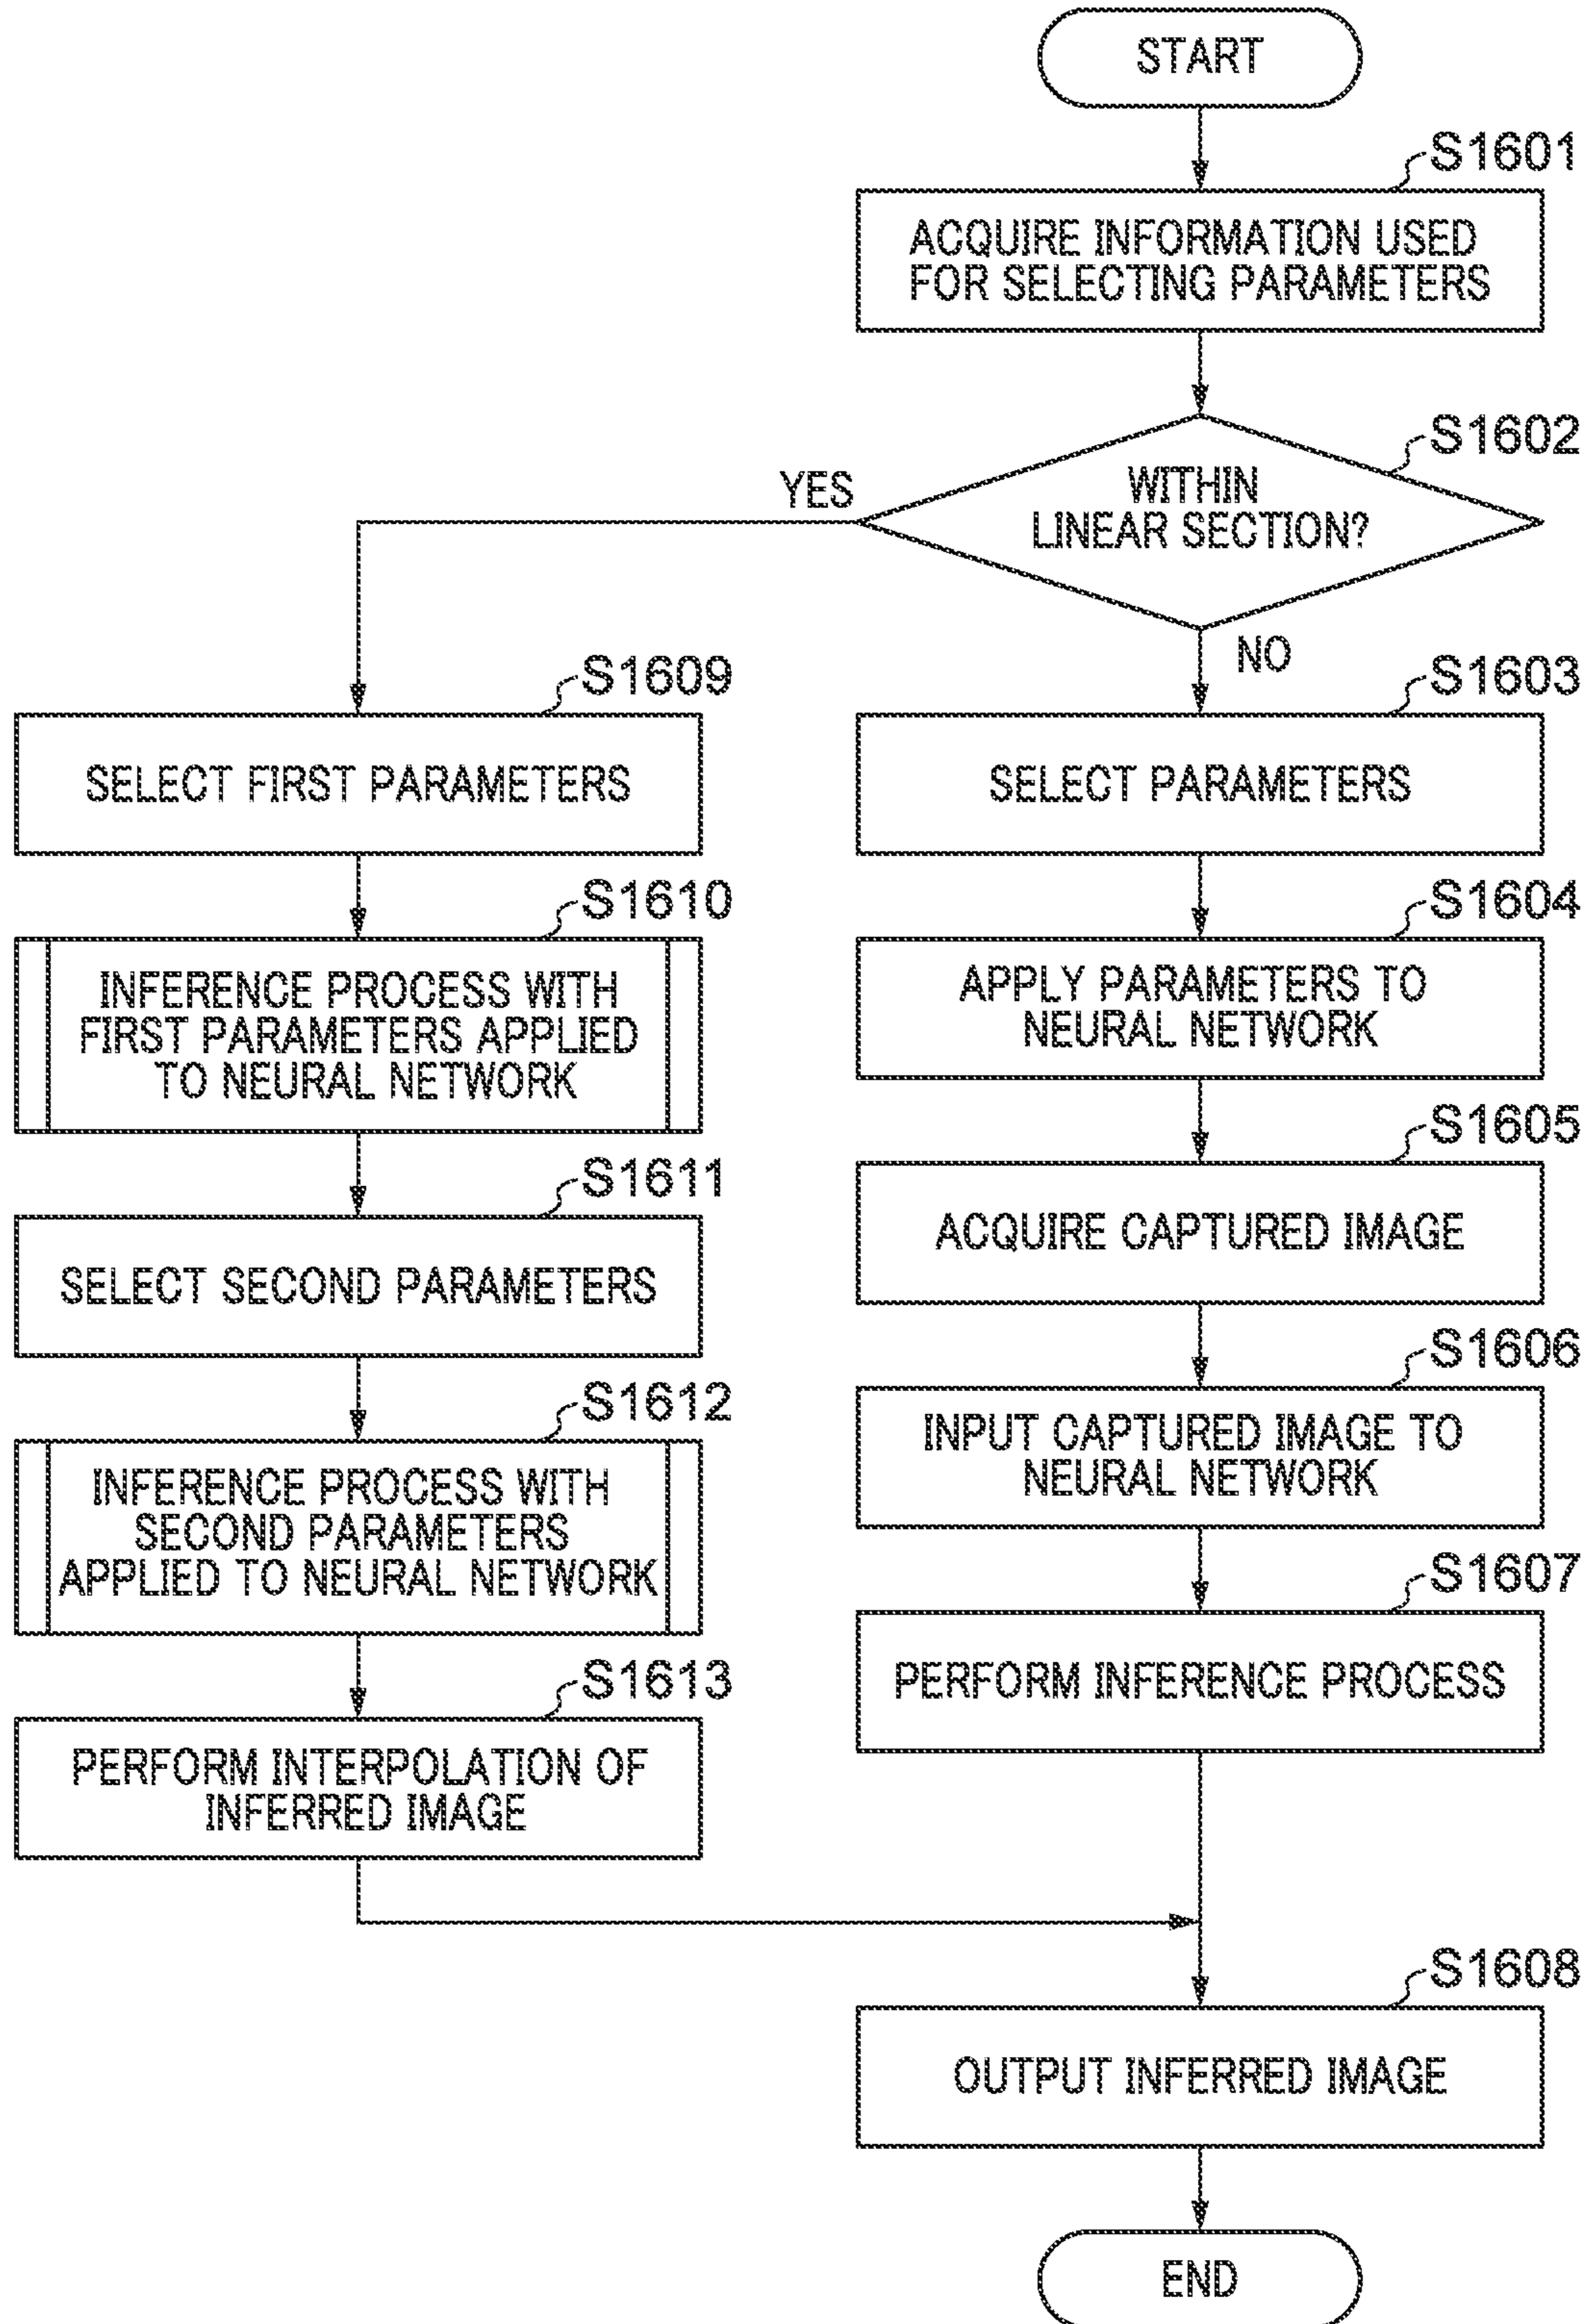 START
S1601
ACQUIRE INFORMATION USED
FOR SELECTING PARAMETERS
S1602
WITHIN
LINEAR SECTION?
YES
NO
S1609
SELECT FIRST PARAMETERS
S1610
INFERENCE PROCESS WITH
FIRST PARAMETERS APPLIED
TO NEURAL NETWORK
S1611
SELECT SECOND PARAMETERS
S1612
INFERENCE PROCESS WITH
SECOND PARAMETERS
APPLIED TO NEURAL NETWORK
S1613
PERFORM INTERPOLATION OF
INFERRED IMAGE
S1603
SELECT PARAMETERS
S1604
APPLY PARAMETERS TO
NEURAL NETWORK
S1605
ACQUIRE CAPTURED IMAGE
S1606
INPUT CAPTURED IMAGE TO
NEURAL NETWORK
S1607
PERFORM INFERENCE PROCESS
S1608
OUTPUT INFERRED IMAGE
END